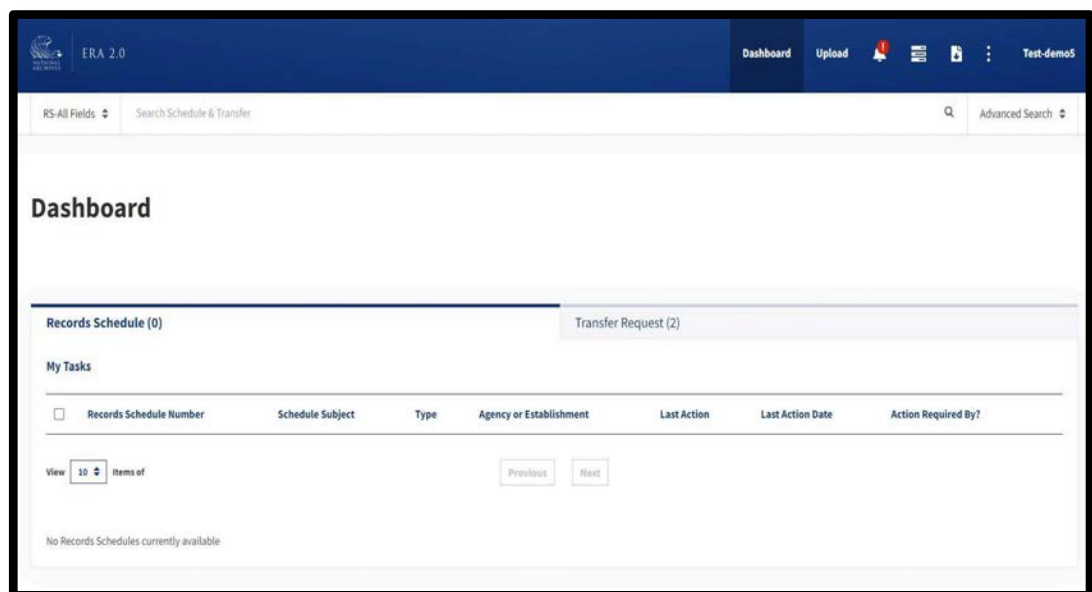 NATIONAL
ARCHIVES
ERA 2.0
Dashboard Upload ! Test-demo5
RS-All Fields Search Schedule & Transfer Advanced Search
Dashboard
Records Schedule (0) Transfer Request (2)
My Tasks
Records Schedule Number Schedule Subject Type Agency or Establishment Last Action Last Action Date Action Required By?
View 10 Items of Previous Next
No Records Schedules currently available